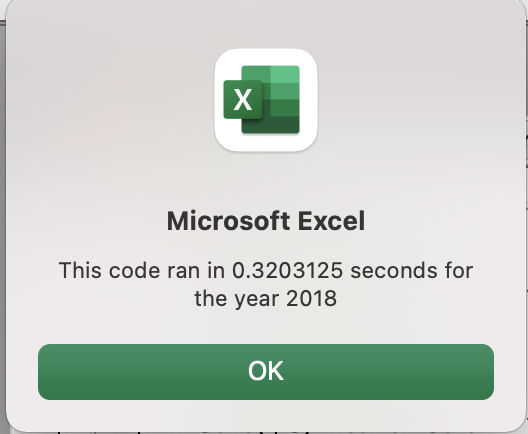 X
Microsoft Excel
This code ran in 0.3203125 seconds for
the year 2018
OK